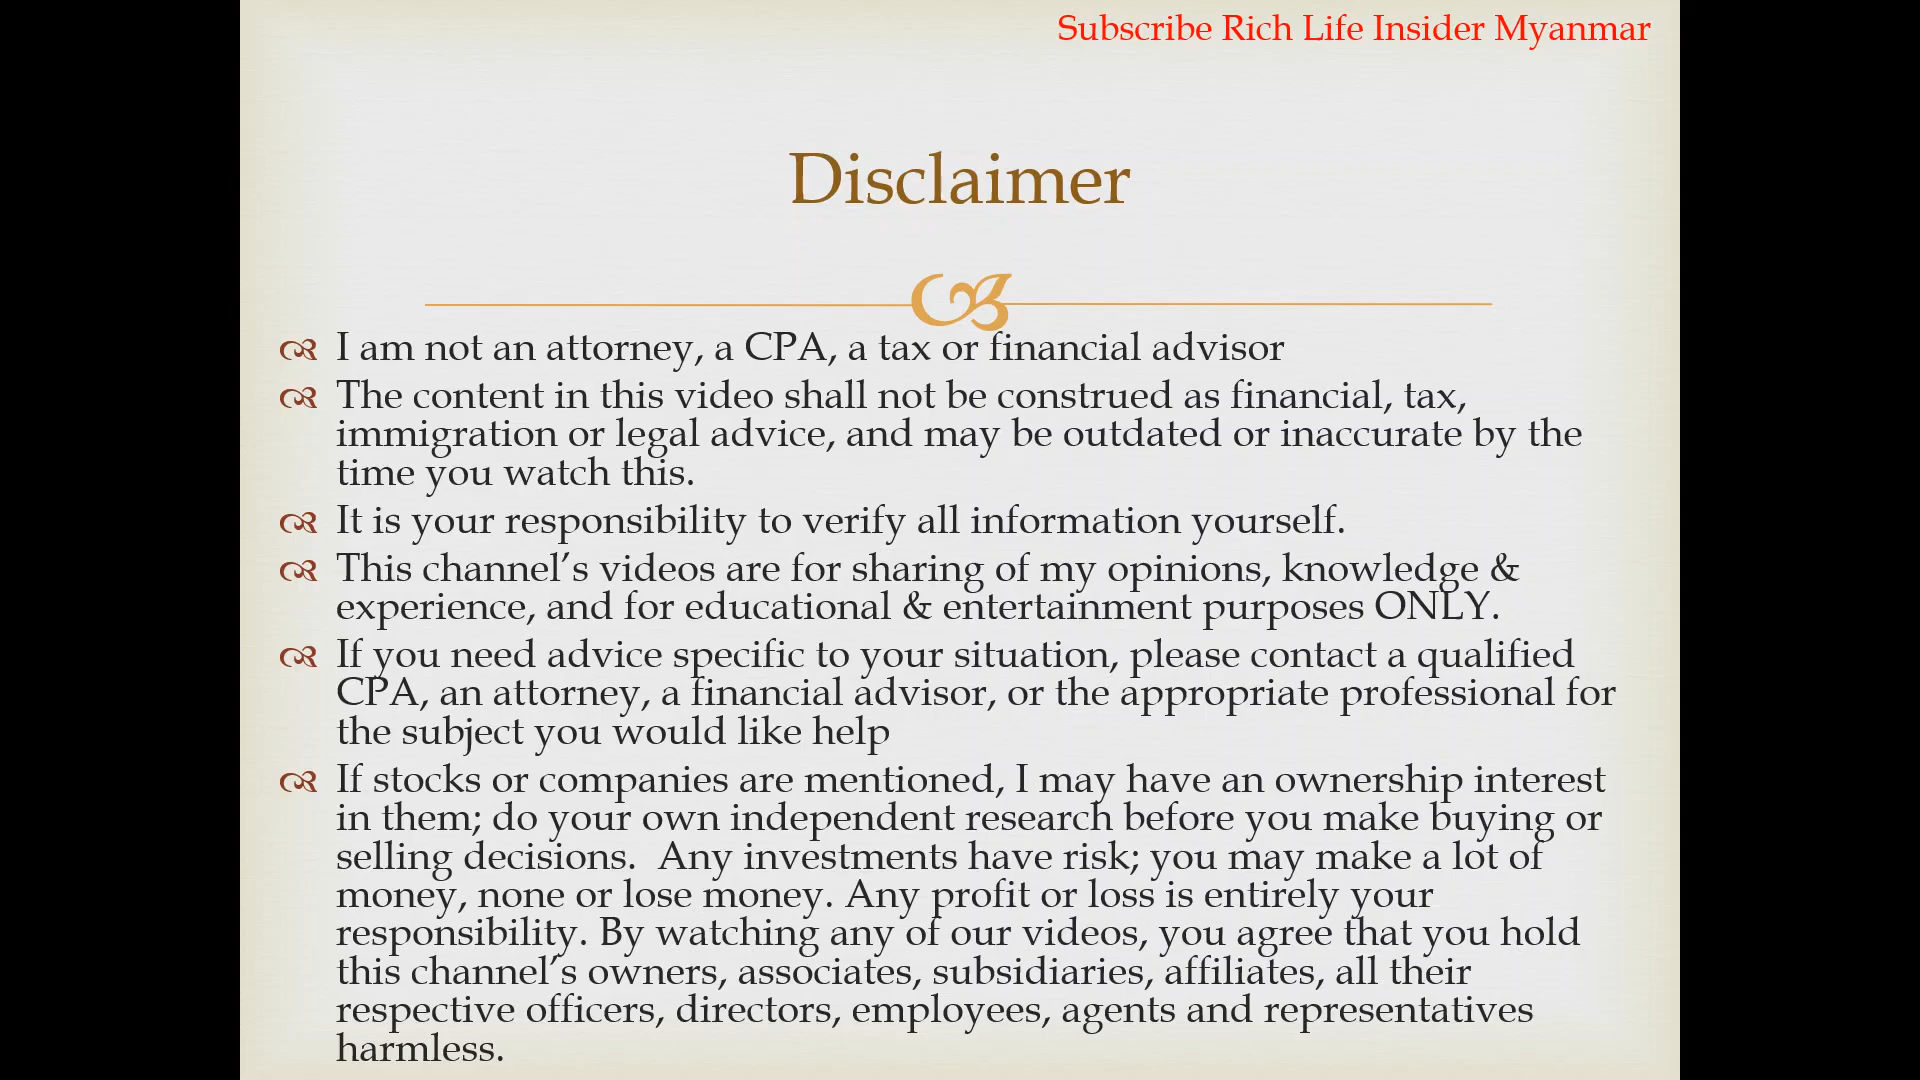 Subscribe Rich Life Insider Myanmar
Disclaimer
I am not an attorney, a CPA, a tax or financial advisor
The content in this video shall not be construed as financial, tax,
immigration or legal advice, and may be outdated or inaccurate by the
time you watch this.
It is your responsibility to verify all information yourself.
This channel’s videos are for sharing of my opinions, knowledge &
experience, and for educational & entertainment purposes ONLY.
If you need advice specific to your situation, please contact a qualified
CPA, an attorney, a financial advisor, or the appropriate professional for
the subject you would like help
If stocks or companies are mentioned, I may have an ownership interest
in them; do your own independent research before you make buying or
selling decisions.  Any investments have risk; you may make a lot of
money, none or lose money. Any profit or loss is entirely your
responsibility. By watching any of our videos, you agree that you hold
this channel’s owners, associates, subsidiaries, affiliates, all their
respective officers, directors, employees, agents and representatives
harmless.